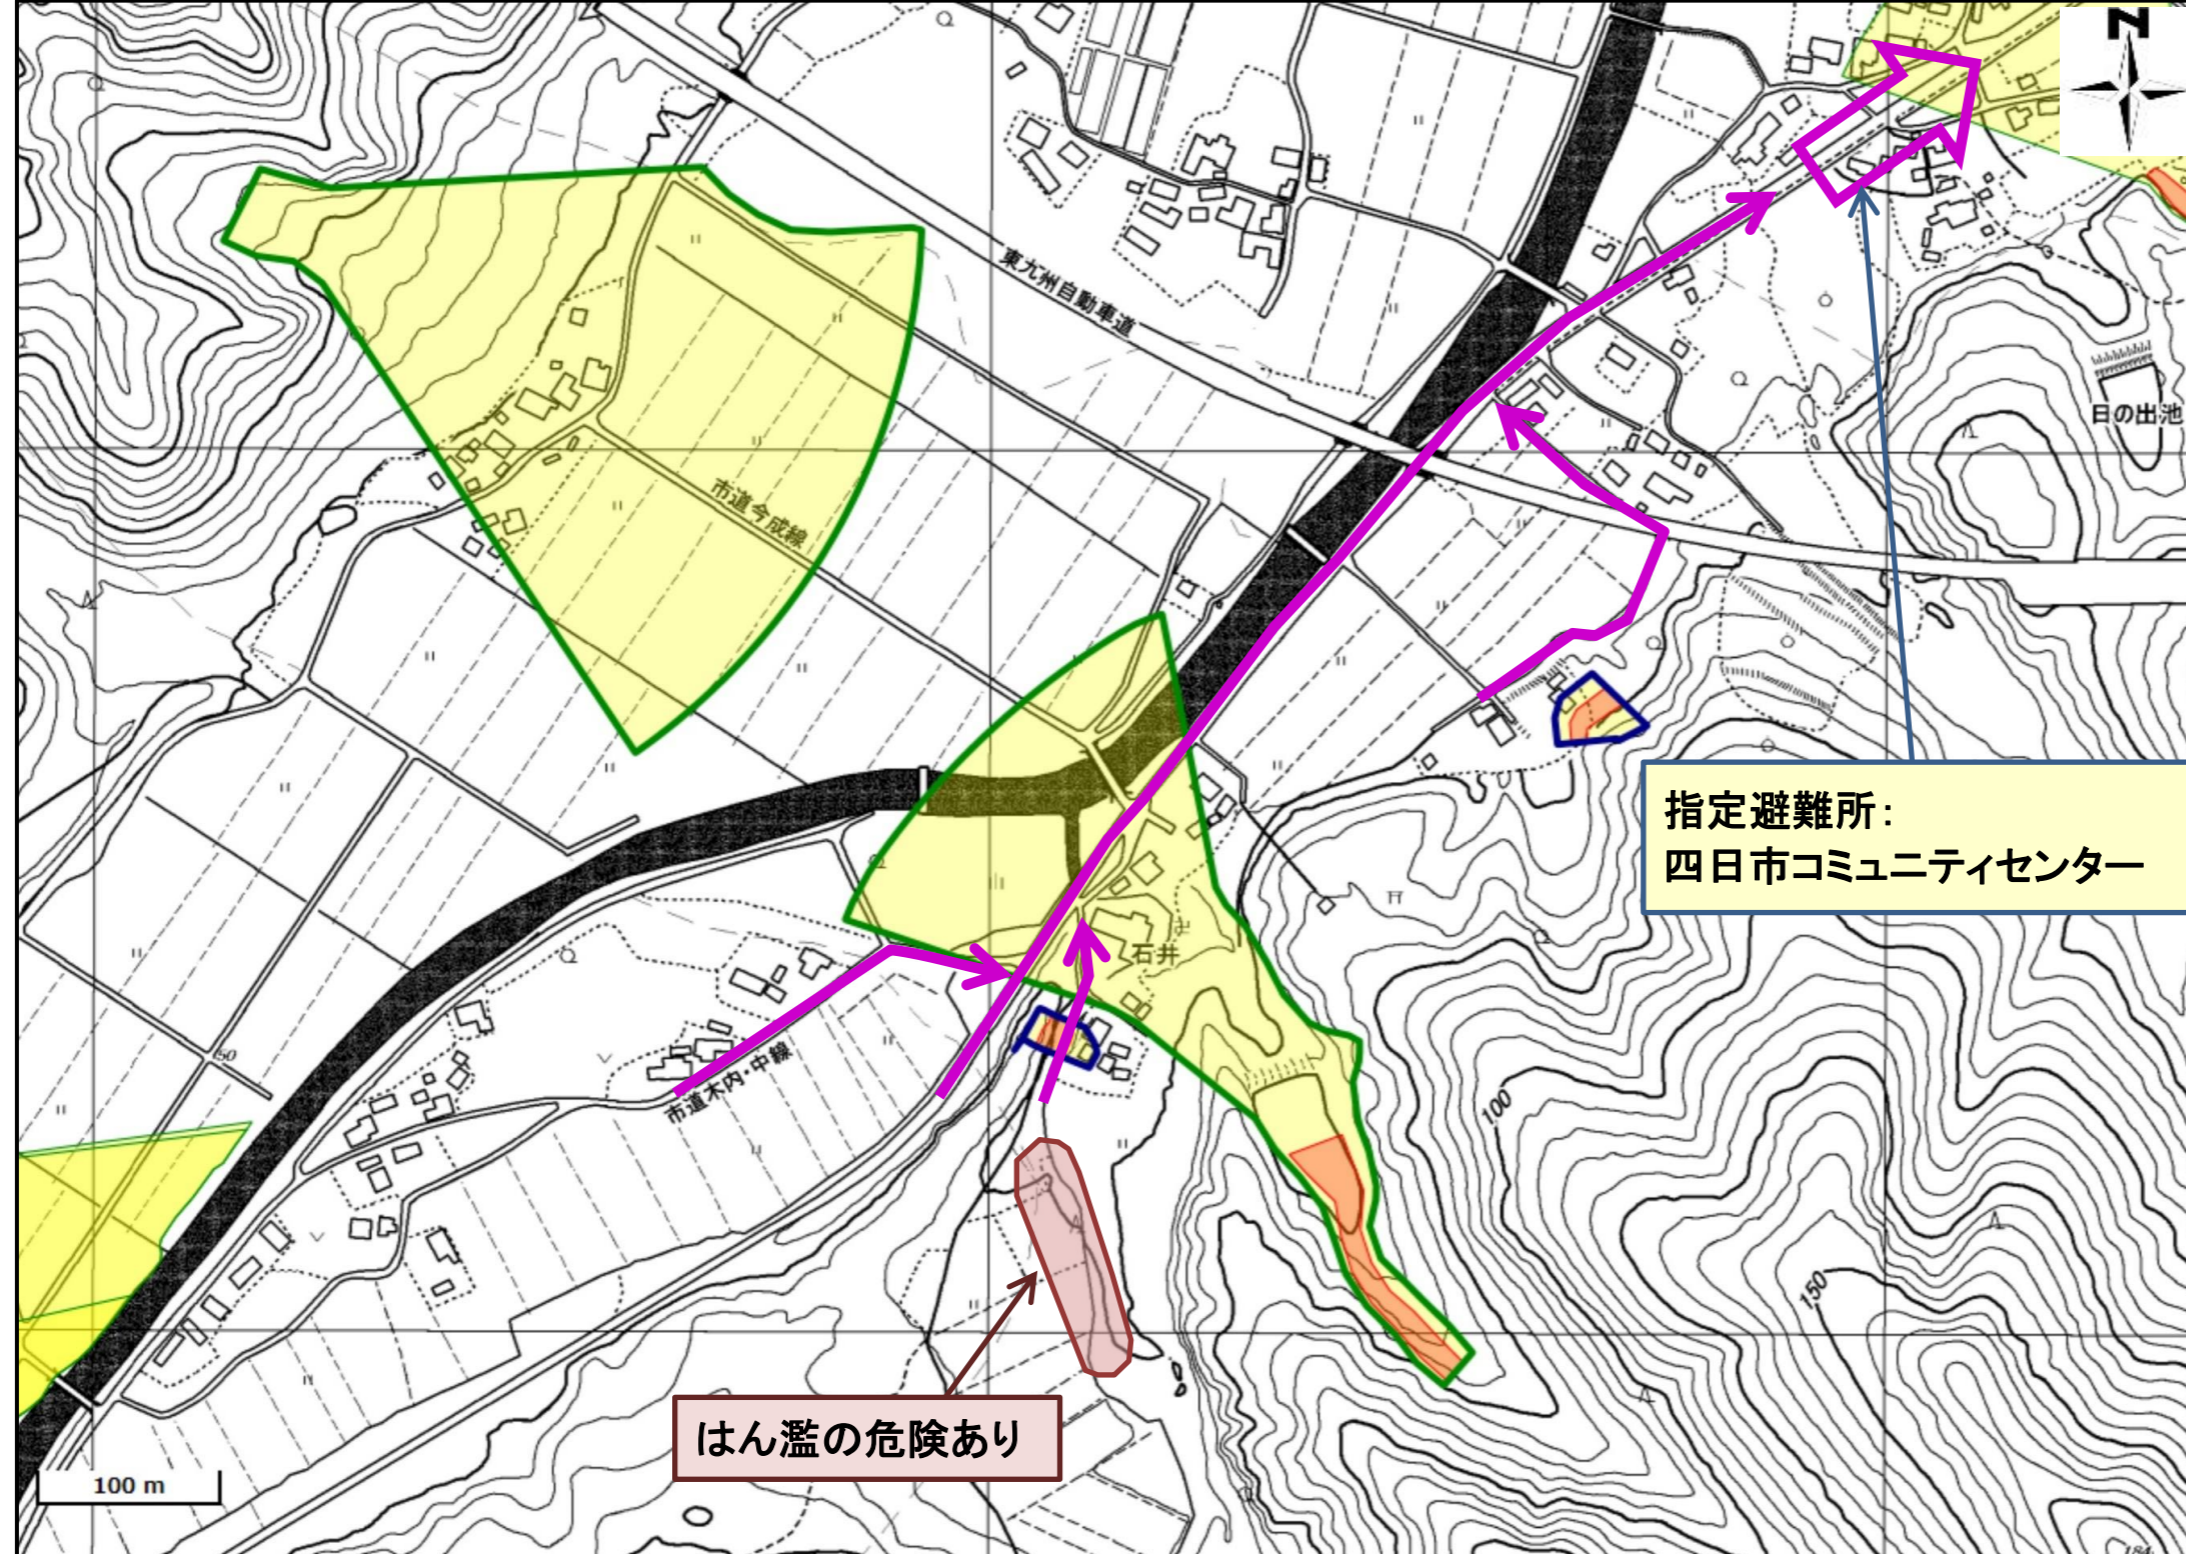 N
東九州自動車道
日の出池
市道今成線
指定避難所：
四日市コミュニティセンター
石井
市道木内・中線
50
100
150
はん濫の危険あり
100 m
184